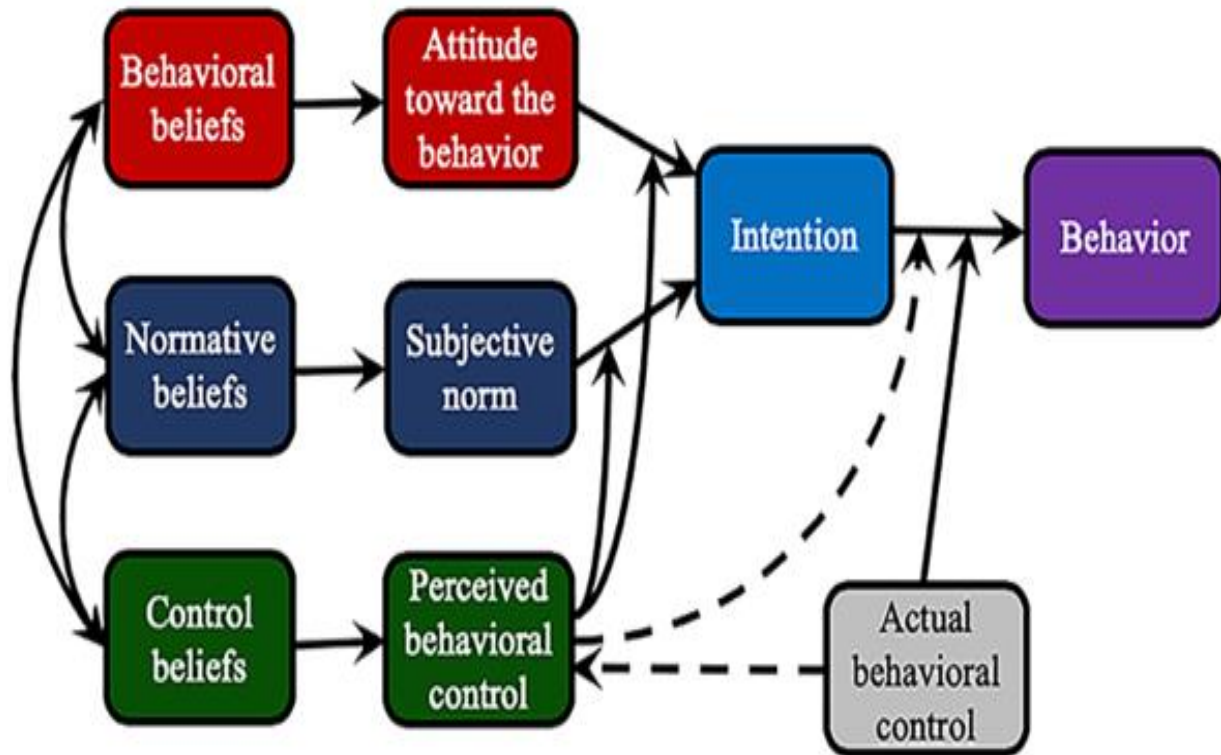 Behavioral
beliefs
Attitude
toward the
behavior
Intention
Behavior
Normative
beliefs
Subjective
norm
Control
beliefs
Perceived
behavioral
control
Actual
behavioral
control